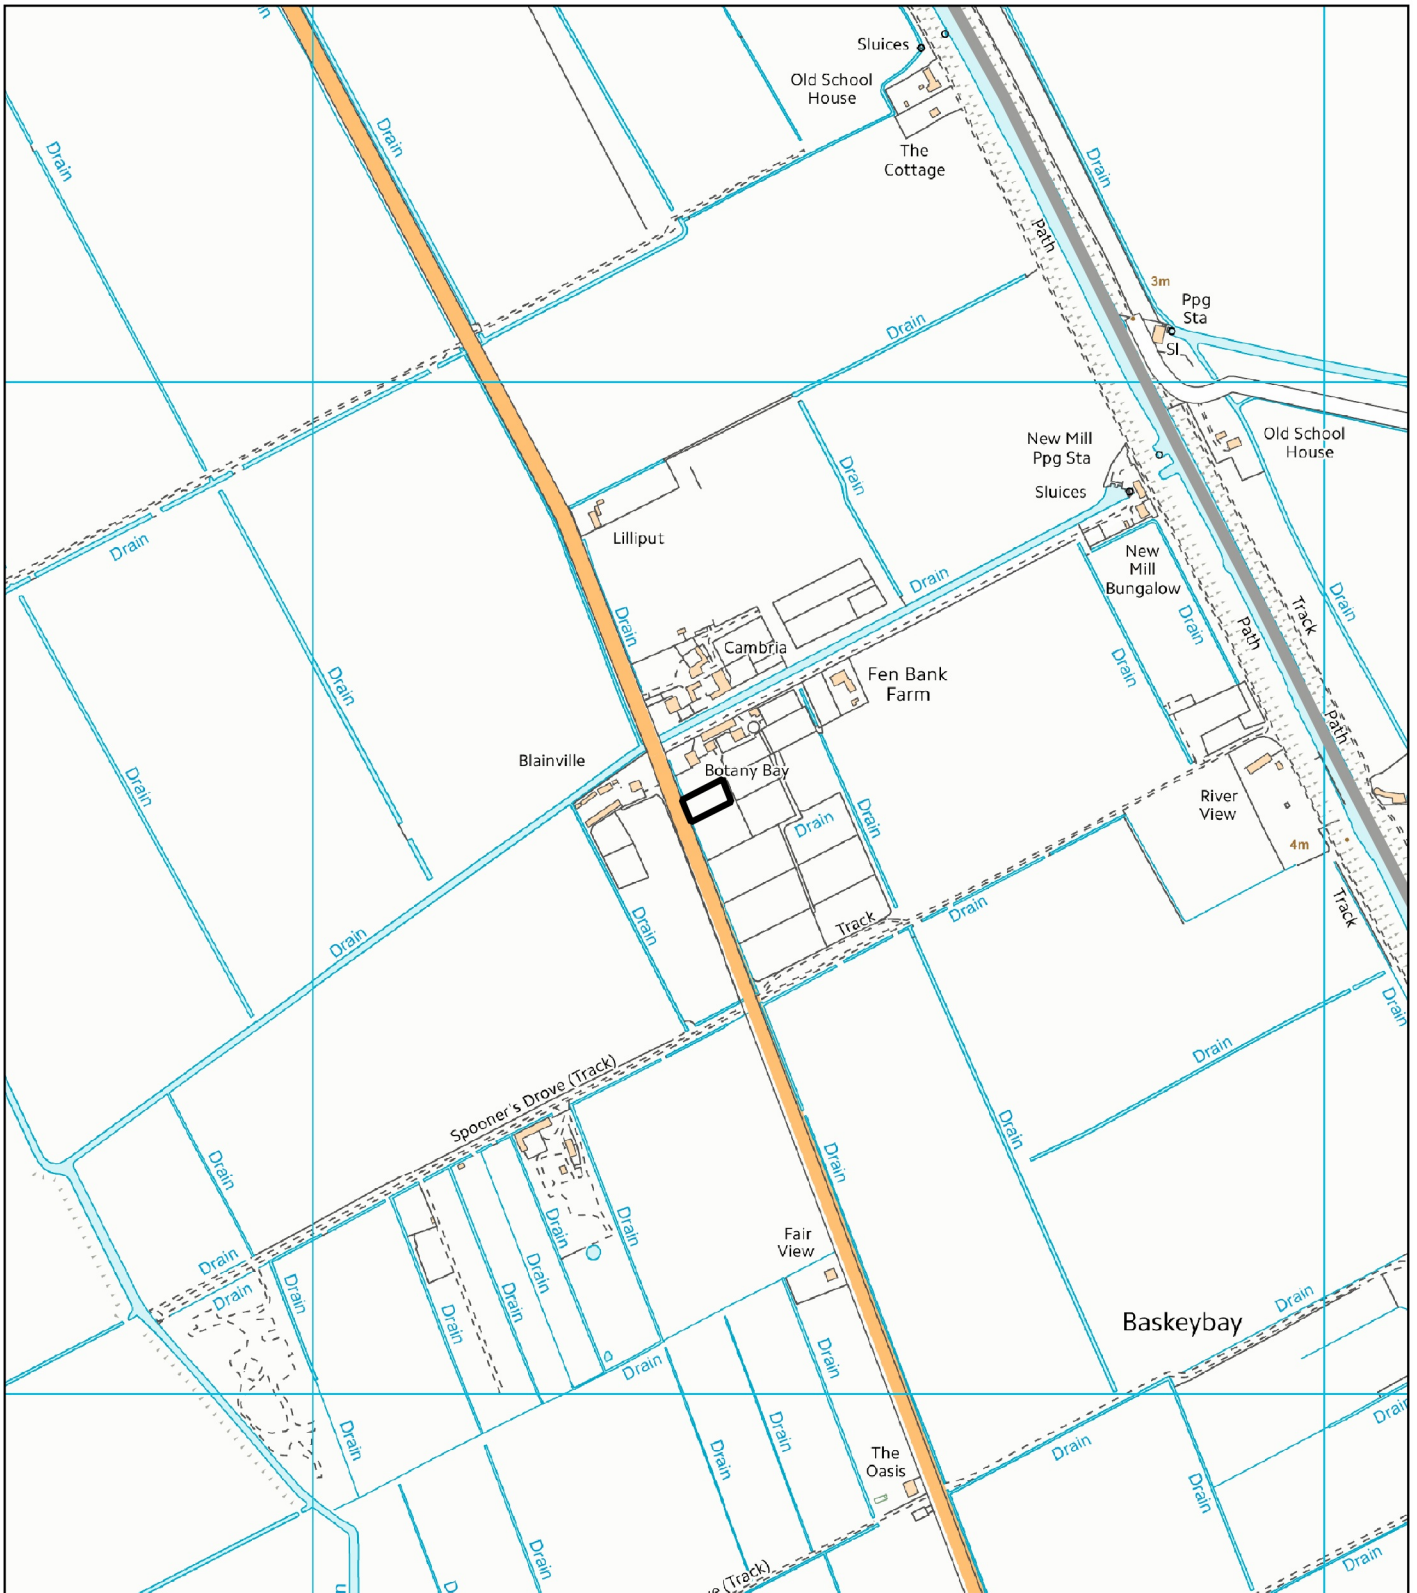 Sluices
Old School
House
The
Cottage
Drain
Drain
Drain
Path
3m
Ppg
Sta
Sl
Drain
New Mill
Ppg Sta
Sluices
Old School
House
Drain
Lilliput
Drain
New
Mill
Bungalow
Drain
Drain
Drain
Track
Drain
Path
Cambria
Fen Bank
Farm
Drain
Drain
Path
Blainville
Botany Bay
Drain
River
View
Drain
Drain
4m
Drain
Track
Drain
Track
Drain
Drain
Drain
Spooner's Drove (Track)
Drain
Drain
Drain
Drain
Drain
Drain
Drain
Fair
View
Drain
Drain
Drain
Drain
Drain
Drain
Baskeybay
Drain
Drain
Drain
Drain
Drain
Drain
Drain
The
Oasis
Drain
Drain
Drain
Drain
(Track)